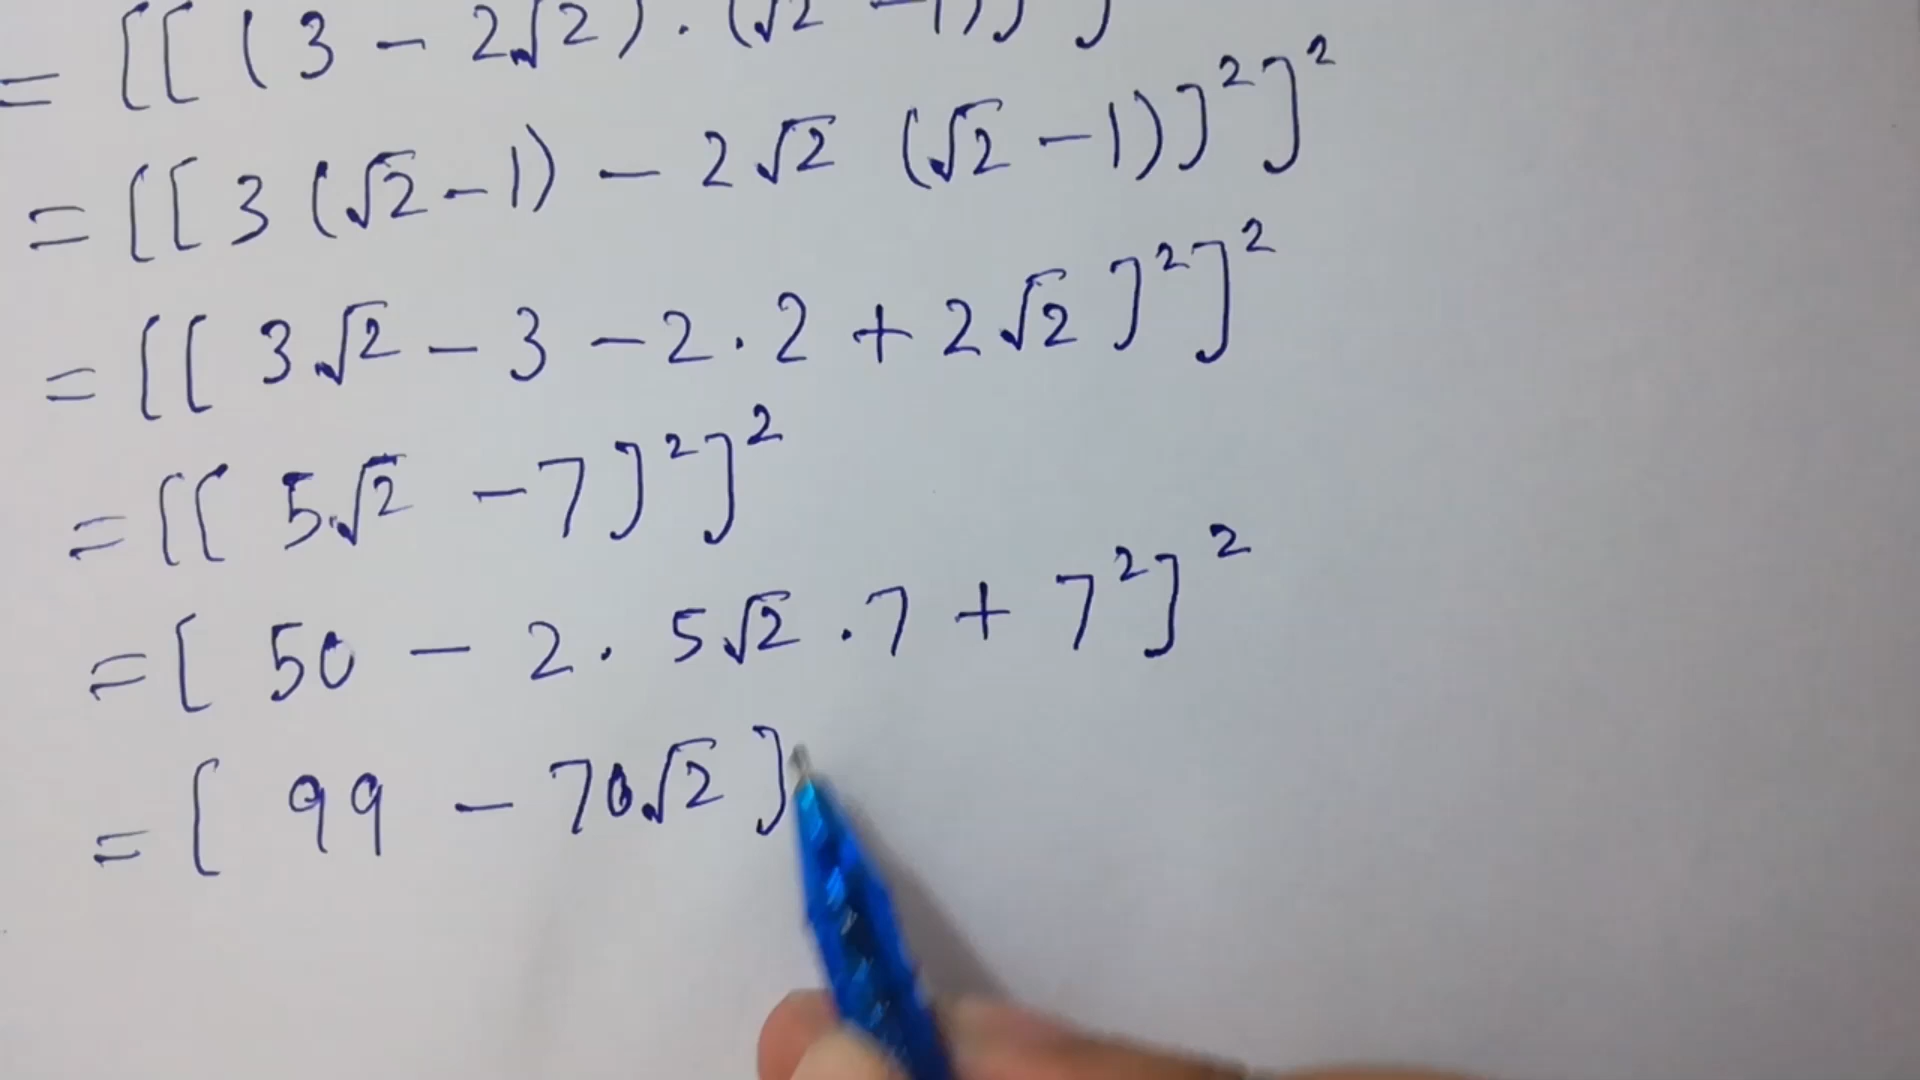 = [[(3 - 2√2) · (√2 - 1)]]
= [[3(√2 - 1) - 2√2 (√2 - 1)]²]²
= [[3√2 - 3 - 2·2 + 2√2]²]²
= [[5√2 - 7]²]²
= [50 - 2·5√2·7 + 7²]²
= [99 - 70√2]